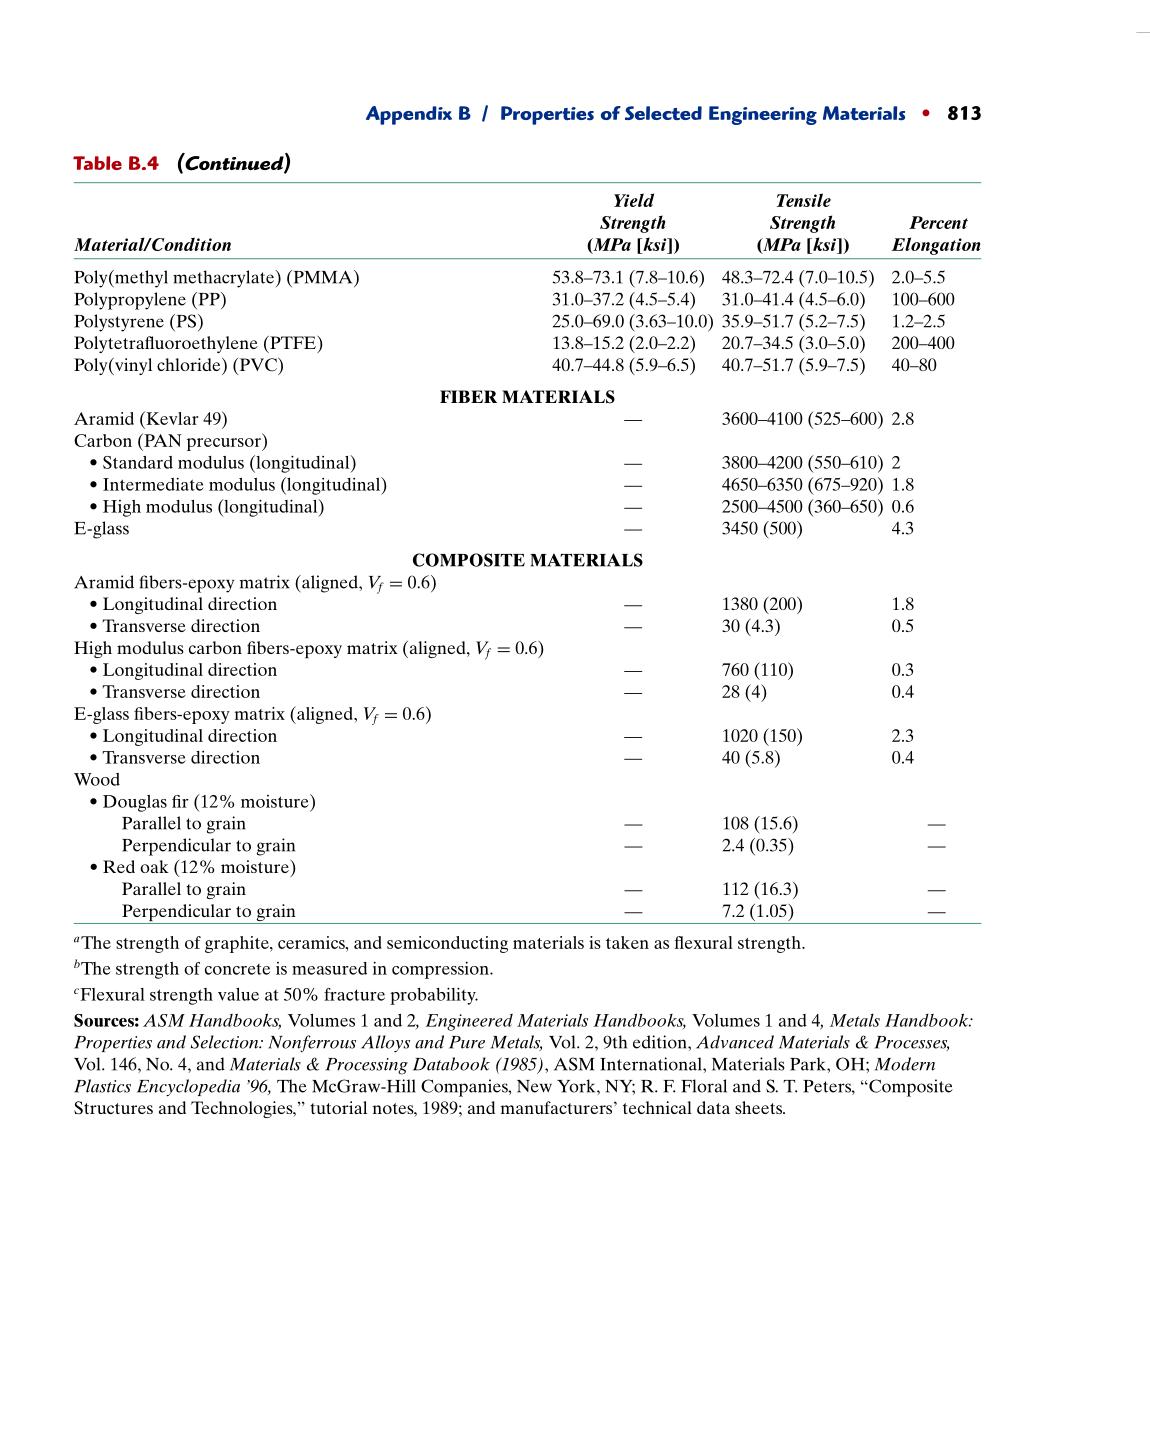 Appendix B / Properties of Selected Engineering Materials • 813
Table B.4 (Continued)
Yield Tensile
Strength Strength Percent
Material/Condition (MPa [ksi]) (MPa [ksi]) Elongation
Poly(methyl methacrylate) (PMMA) 53.8–73.1 (7.8–10.6) 48.3–72.4 (7.0–10.5) 2.0–5.5
Polypropylene (PP) 31.0–37.2 (4.5–5.4) 31.0–41.4 (4.5–6.0) 100–600
Polystyrene (PS) 25.0–69.0 (3.63–10.0) 35.9–51.7 (5.2–7.5) 1.2–2.5
Polytetrafluoroethylene (PTFE) 13.8–15.2 (2.0–2.2) 20.7–34.5 (3.0–5.0) 200–400
Poly(vinyl chloride) (PVC) 40.7–44.8 (5.9–6.5) 40.7–51.7 (5.9–7.5) 40–80
FIBER MATERIALS
Aramid (Kevlar 49) — 3600–4100 (525–600) 2.8
Carbon (PAN precursor)
• Standard modulus (longitudinal) — 3800–4200 (550–610) 2
• Intermediate modulus (longitudinal) — 4650–6350 (675–920) 1.8
• High modulus (longitudinal) — 2500–4500 (360–650) 0.6
E-glass — 3450 (500) 4.3
COMPOSITE MATERIALS
Aramid fibers-epoxy matrix (aligned, Vf = 0.6)
• Longitudinal direction — 1380 (200) 1.8
• Transverse direction — 30 (4.3) 0.5
High modulus carbon fibers-epoxy matrix (aligned, Vf = 0.6)
• Longitudinal direction — 760 (110) 0.3
• Transverse direction — 28 (4) 0.4
E-glass fibers-epoxy matrix (aligned, Vf = 0.6)
• Longitudinal direction — 1020 (150) 2.3
• Transverse direction — 40 (5.8) 0.4
Wood
• Douglas fir (12% moisture)
Parallel to grain — 108 (15.6) —
Perpendicular to grain — 2.4 (0.35) —
• Red oak (12% moisture)
Parallel to grain — 112 (16.3) —
Perpendicular to grain — 7.2 (1.05) —
a The strength of graphite, ceramics, and semiconducting materials is taken as flexural strength.
b The strength of concrete is measured in compression.
c Flexural strength value at 50% fracture probability.
Sources: ASM Handbooks, Volumes 1 and 2, Engineered Materials Handbooks, Volumes 1 and 4, Metals Handbook:
Properties and Selection: Nonferrous Alloys and Pure Metals, Vol. 2, 9th edition, Advanced Materials & Processes,
Vol. 146, No. 4, and Materials & Processing Databook (1985), ASM International, Materials Park, OH; Modern
Plastics Encyclopedia ’96, The McGraw-Hill Companies, New York, NY; R. F. Floral and S. T. Peters, “Composite
Structures and Technologies,” tutorial notes, 1989; and manufacturers’ technical data sheets.